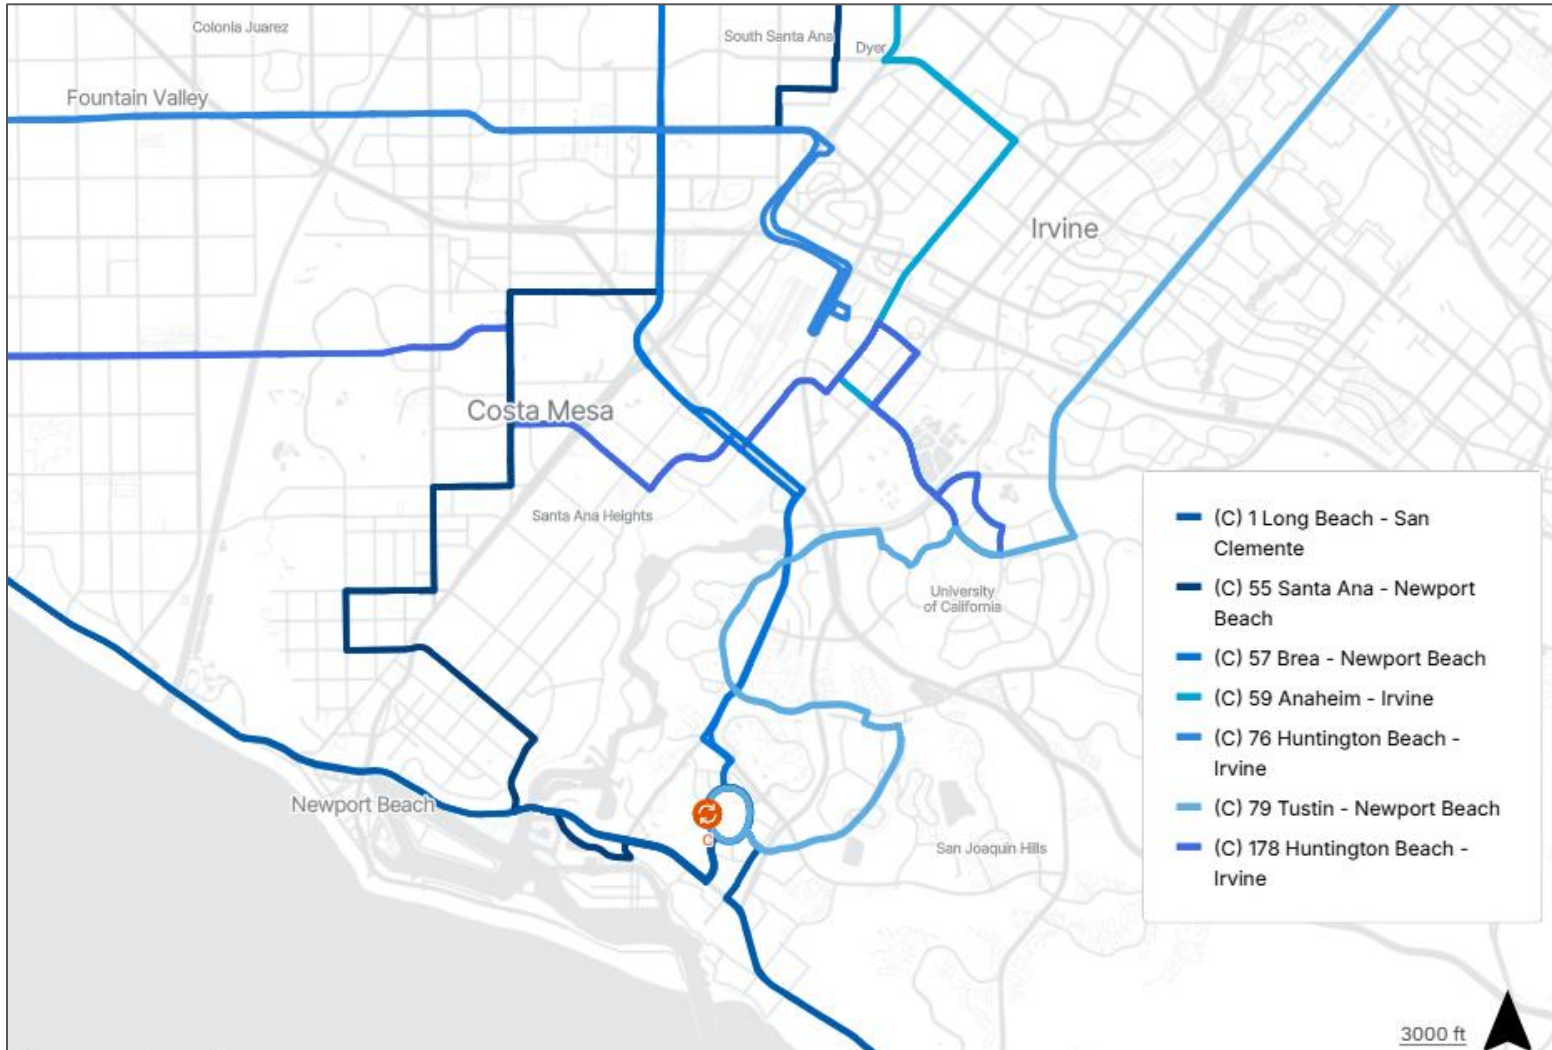 Colonia Juarez
South Santa Ana
Dyer
Fountain Valley
Irvine
Costa Mesa
Santa Ana Heights
University
of California
Newport Beach
San Joaquin Hills
C
(C) 1 Long Beach - San
Clemente
(C) 55 Santa Ana - Newport
Beach
(C) 57 Brea - Newport Beach
(C) 59 Anaheim - Irvine
(C) 76 Huntington Beach -
Irvine
(C) 79 Tustin - Newport Beach
(C) 178 Huntington Beach -
Irvine
3000 ft